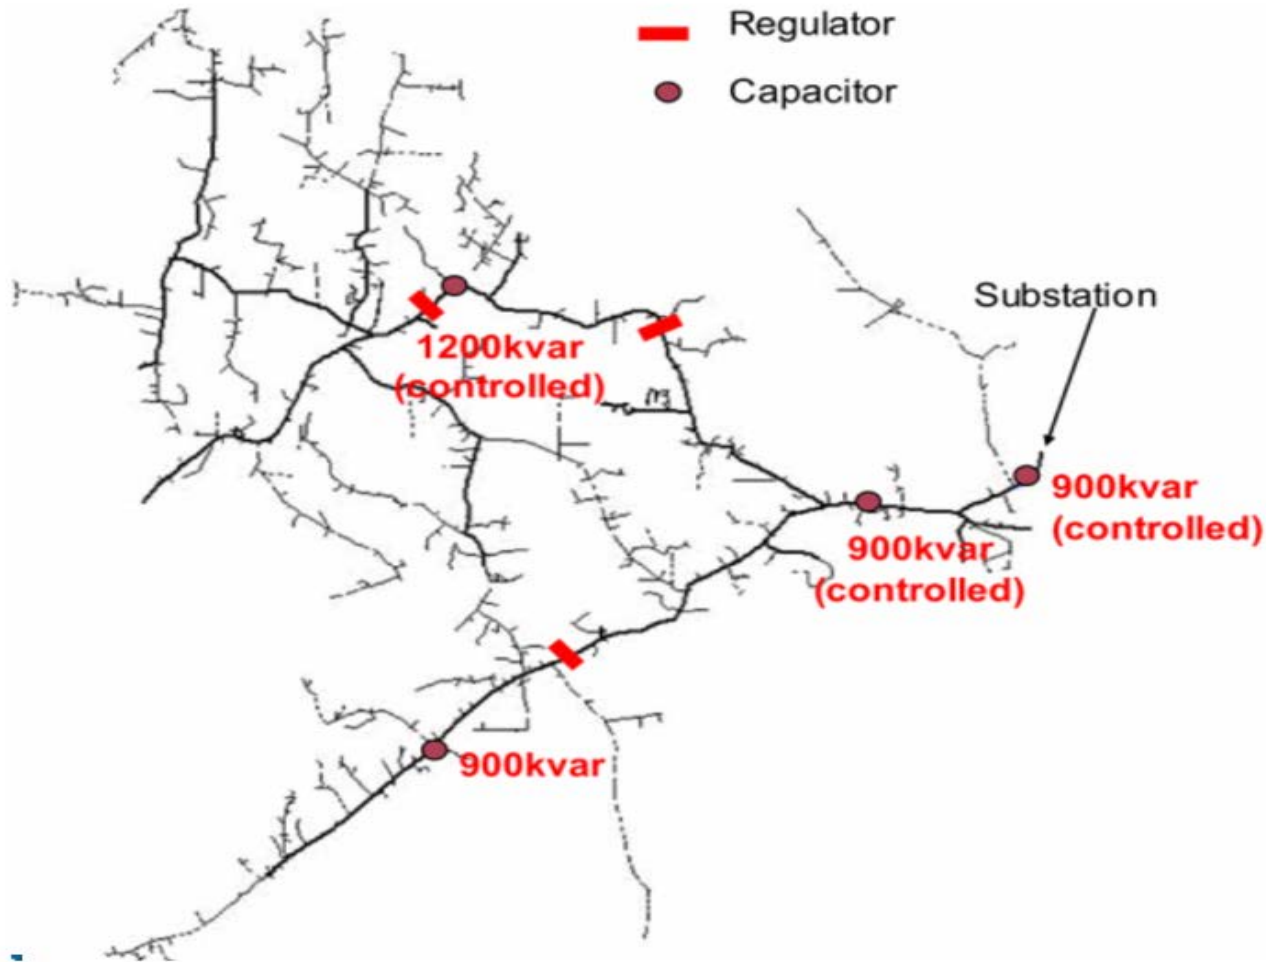 Regulator
Capacitor
Substation
1200kvar
(controlled)
900kvar
(controlled)
900kvar
(controlled)
900kvar